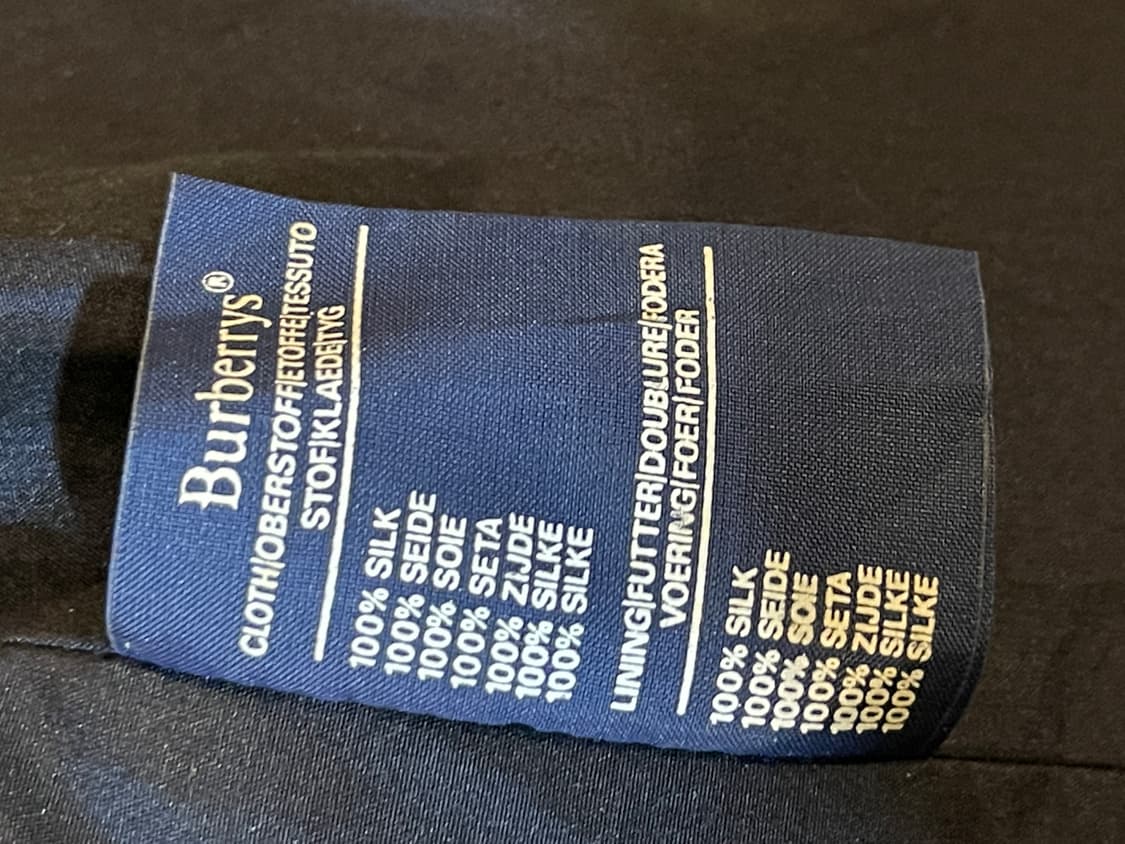 Burberrys®
CLOTH|OBERSTOFF|ETOFFE|TESSUTO
STOF|KLAEDE|TYG
100% SILK
100% SEIDE
100% SOIE
100% SETA
100% ZIJDE
100% SILKE
100% SILKE
LINING|FUTTER|DOUBLURE|FODERA
VOERING|FOER|FODER
100% SILK
100% SEIDE
100% SOIE
100% SETA
100% ZIJDE
100% SILKE
100% SILKE